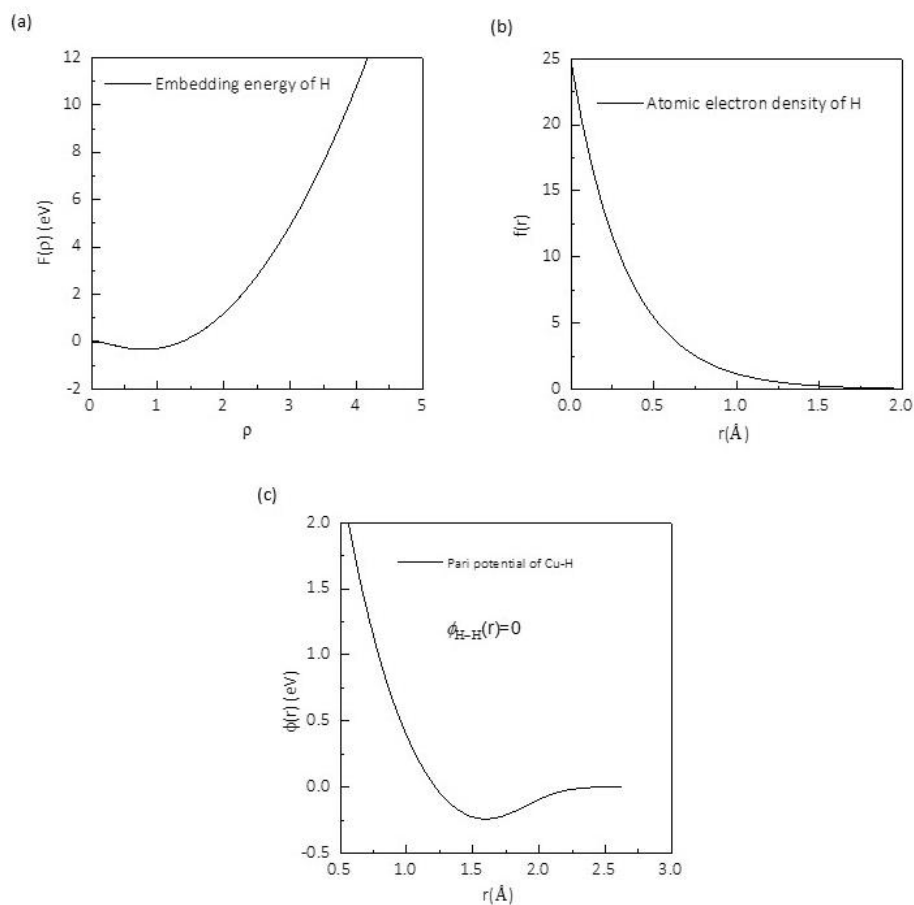 (a)
12
10
8
6
4
2
0
-2
F(ρ) (eV)
Embedding energy of H
0 1 2 3 4 5
ρ
(b)
25
20
15
10
5
0
f(r)
Atomic electron density of H
0.0 0.5 1.0 1.5 2.0
r(Å)
(c)
2.0
1.5
1.0
0.5
0.0
-0.5
ϕ(r) (eV)
Pari potential of Cu-H
ϕH−H(r)=0
0.5 1.0 1.5 2.0 2.5 3.0
r(Å)